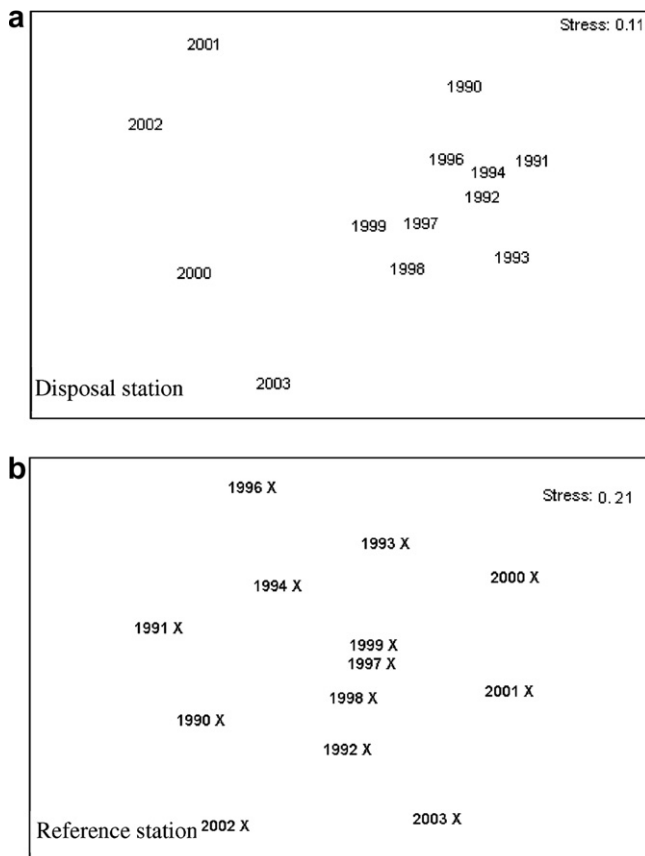 a
Stress: 0.11
2001
1990
2002
1996 1991
1994
1992
1999 1997
1993
2000 1998
2003
Disposal station
b
1996 X
Stress: 0.21
1993 X
2000 X
1994 X
1991 X
1999 X
1997 X
2001 X
1998 X
1990 X
1992 X
2003 X
Reference station 2002 X